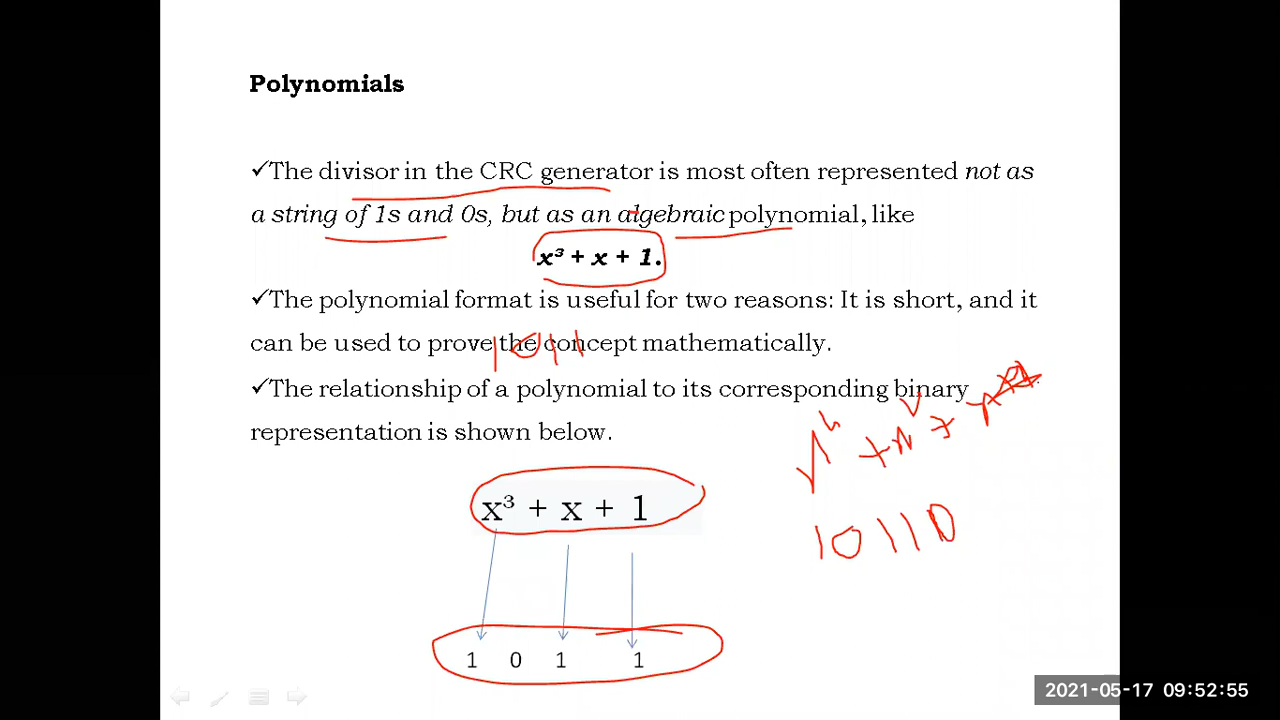 Polynomials
✓The divisor in the CRC generator is most often represented not as
a string of 1s and 0s, but as an algebraic polynomial, like
x³ + x + 1.
✓The polynomial format is useful for two reasons: It is short, and it
can be used to prove the concept mathematically.
1011
✓The relationship of a polynomial to its corresponding binary
representation is shown below.
x³ + x + 1
10110
1 0 1 1
2021-05-17 09:52:55